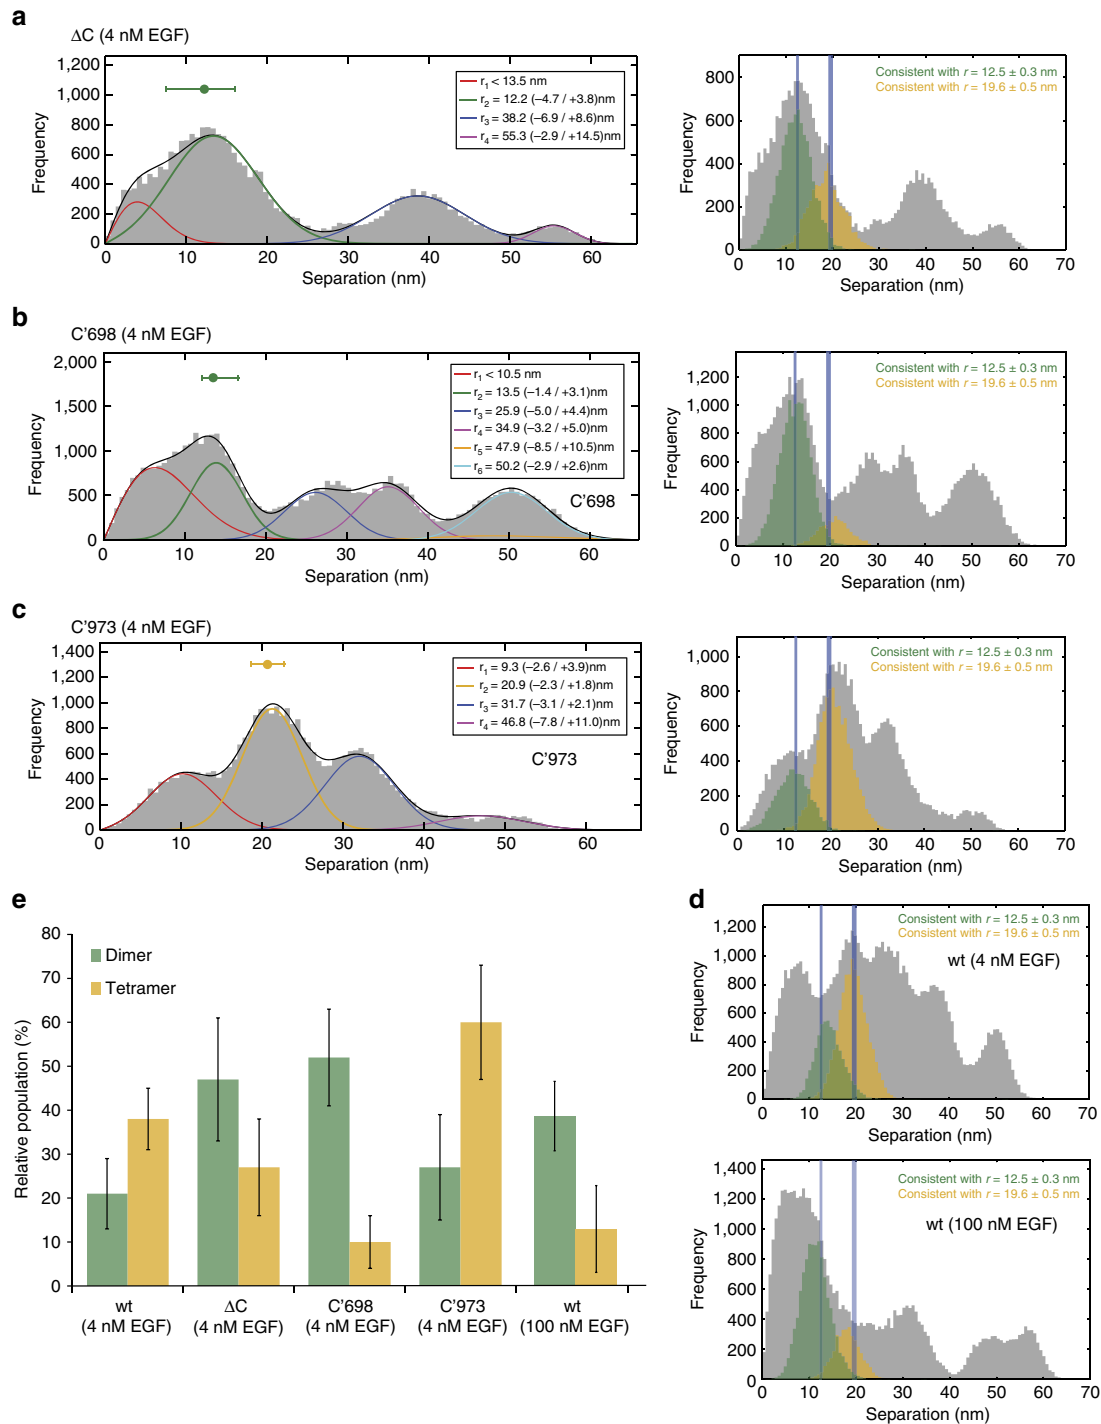 a
ΔC (4 nM EGF)
Frequency
1,200
1,000
800
600
400
200
0
r1 < 13.5 nm
r2 = 12.2 (−4.7 / +3.8)nm
r3 = 38.2 (−6.9 / +8.6)nm
r4 = 55.3 (−2.9 / +14.5)nm
0 10 20 30 40 50 60
Separation (nm)
Frequency
800
600
400
200
0
Consistent with r = 12.5 ± 0.3 nm
Consistent with r = 19.6 ± 0.5 nm
0 10 20 30 40 50 60 70
Separation (nm)
b
C'698 (4 nM EGF)
Frequency
2,000
1,500
1,000
500
0
r1 < 10.5 nm
r2 = 13.5 (−1.4 / +3.1)nm
r3 = 25.9 (−5.0 / +4.4)nm
r4 = 34.9 (−3.2 / +5.0)nm
r5 = 47.9 (−8.5 / +10.5)nm
r6 = 50.2 (−2.9 / +2.6)nm
C'698
0 10 20 30 40 50 60
Separation (nm)
Frequency
1,200
1,000
800
600
400
200
0
Consistent with r = 12.5 ± 0.3 nm
Consistent with r = 19.6 ± 0.5 nm
0 10 20 30 40 50 60 70
Separation (nm)
c
C'973 (4 nM EGF)
Frequency
1,400
1,200
1,000
800
600
400
200
0
r1 = 9.3 (−2.6 / +3.9)nm
r2 = 20.9 (−2.3 / +1.8)nm
r3 = 31.7 (−3.1 / +2.1)nm
r4 = 46.8 (−7.8 / +11.0)nm
C'973
0 10 20 30 40 50 60
Separation (nm)
Frequency
1,000
800
600
400
200
0
Consistent with r = 12.5 ± 0.3 nm
Consistent with r = 19.6 ± 0.5 nm
0 10 20 30 40 50 60 70
Separation (nm)
e
Relative population (%)
80
70
60
50
40
30
20
10
0
Dimer
Tetramer
wt ΔC C'698 C'973 wt
(4 nM EGF) (4 nM EGF) (4 nM EGF) (4 nM EGF) (100 nM EGF)
d
Frequency
1,200
1,000
800
600
400
200
0
Consistent with r = 12.5 ± 0.3 nm
Consistent with r = 19.6 ± 0.5 nm
wt (4 nM EGF)
0 10 20 30 40 60 70
Separation (nm)
Frequency
1,400
1,200
1,000
800
600
400
200
0
Consistent with r = 12.5 ± 0.3 nm
Consistent with r = 19.6 ± 0.5 nm
wt (100 nM EGF)
0 10 20 30 40 50 60 70
Separation (nm)